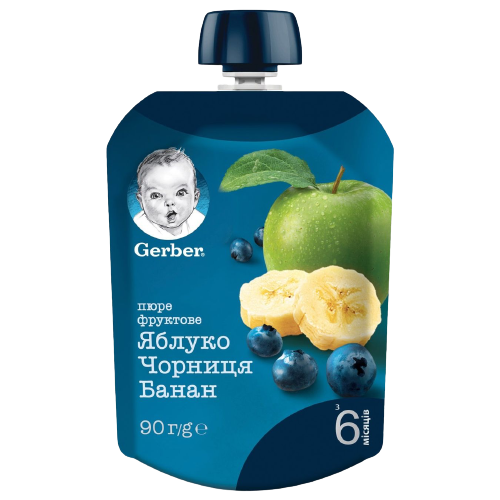 Gerber®
пюре
фруктове
Яблуко
Чорниця
Банан
90 г/g ℮
з
6
місяців